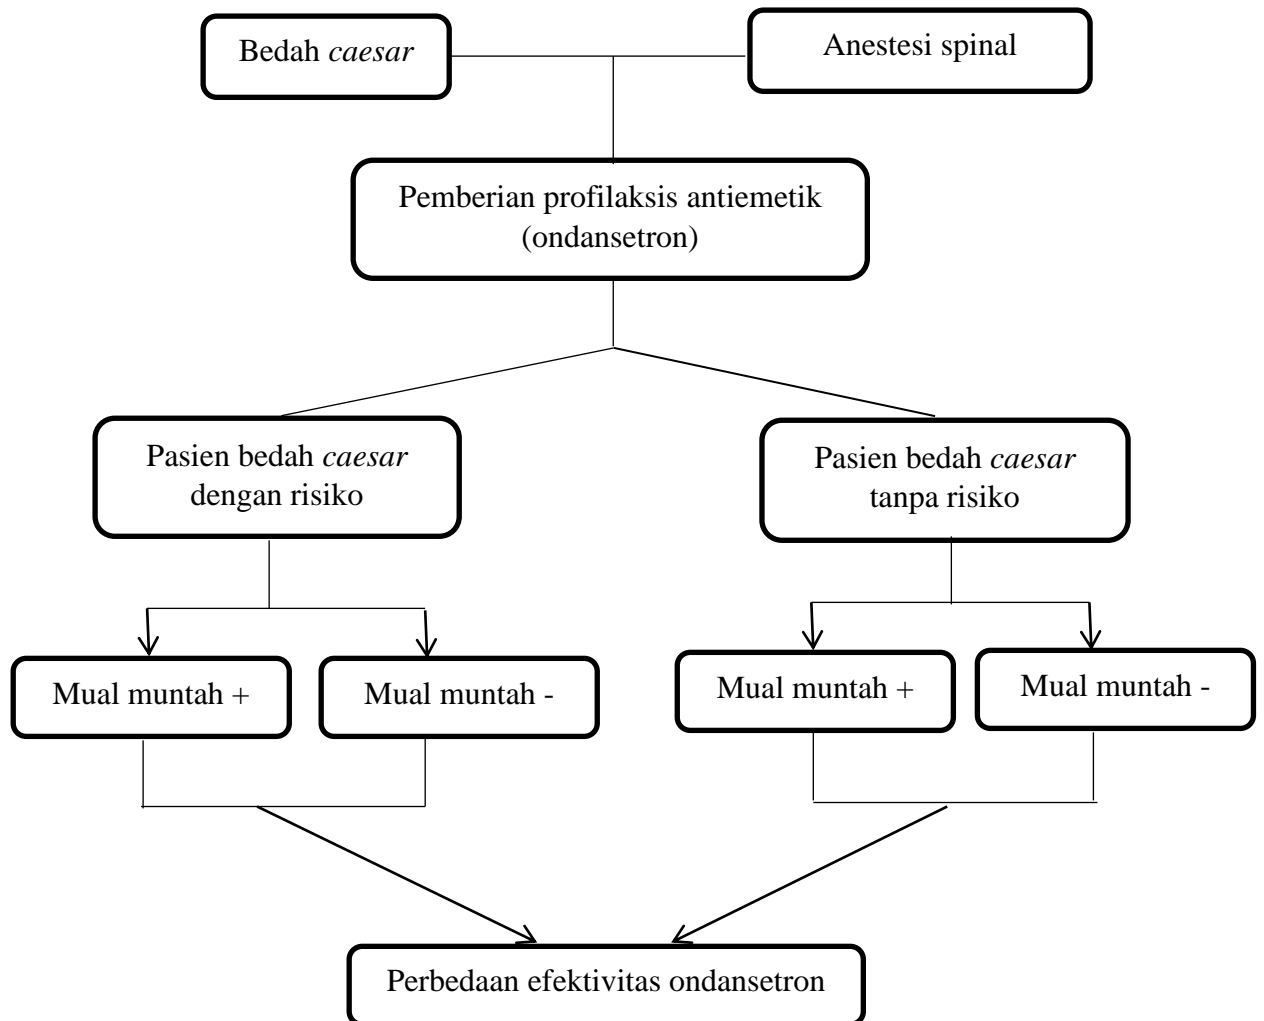 Bedah caesar
Anestesi spinal
Pemberian profilaksis antiemetik
(ondansetron)
Pasien bedah caesar
dengan risiko
Pasien bedah caesar
tanpa risiko
Mual muntah +
Mual muntah -
Mual muntah +
Mual muntah -
Perbedaan efektivitas ondansetron